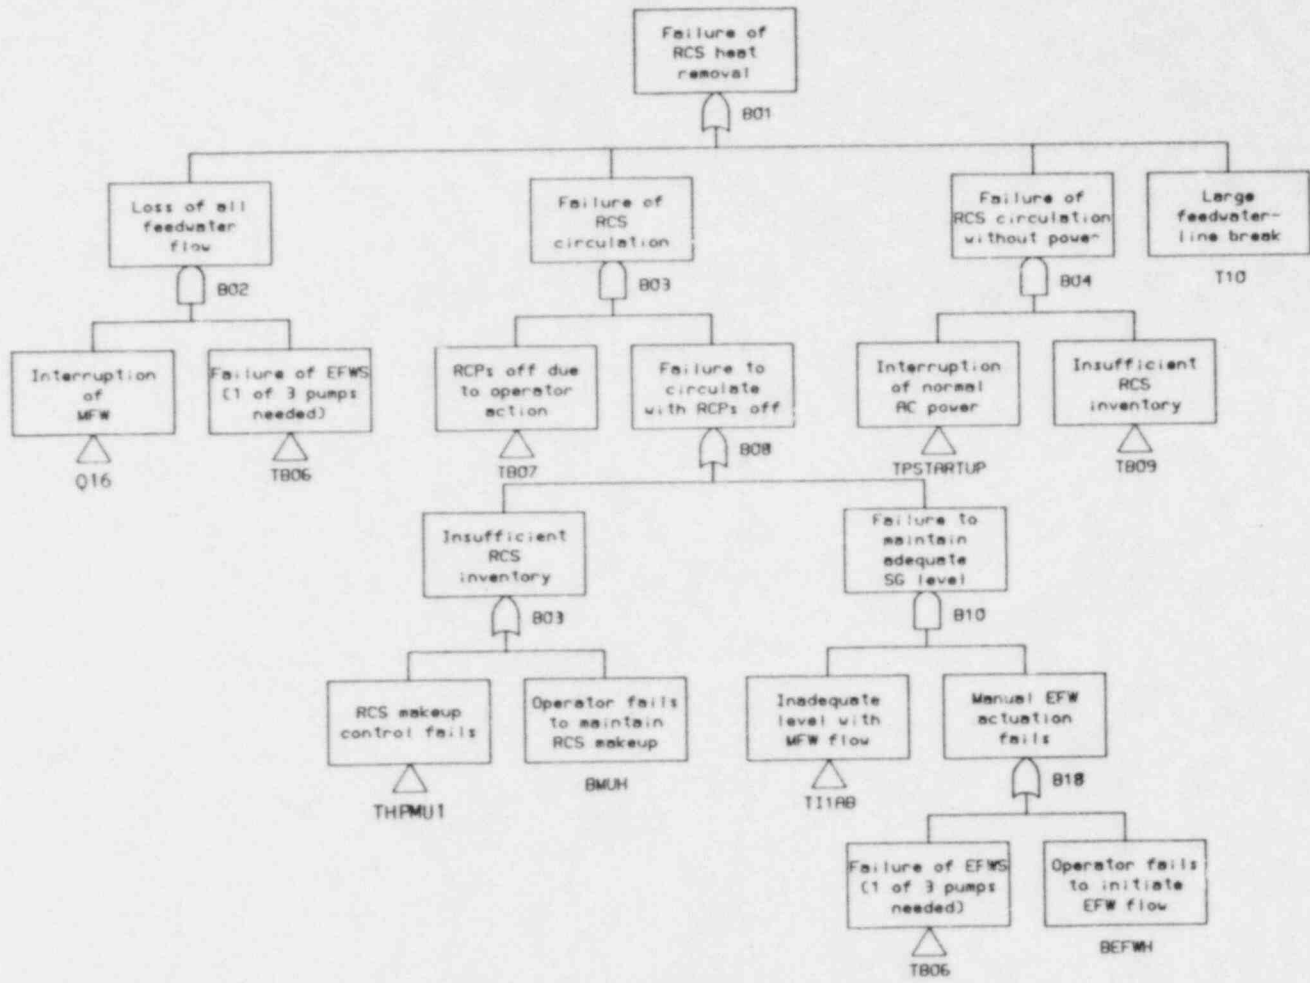 Failure of
RCS heat
removal
B01
Loss of all
feedwater
flow
B02
Failure of
RCS
circulation
B03
Failure of
RCS circulation
without power
B04
Large
feedwater-
line break
T10
Interruption
of
MFW
Q16
Failure of EFWS
(1 of 3 pumps
needed)
TB06
RCPs off due
to operator
action
TB07
Failure to
circulate
with RCPs off
B08
Interruption
of normal
AC power
TPSTARTUP
Insufficient
RCS
inventory
TB09
Insufficient
RCS
inventory
B03
Failure to
maintain
adequate
SG level
B10
RCS makeup
control fails
THPMU1
Operator fails
to maintain
RCS makeup
BMUH
Inadequate
level with
MFW flow
TI1AB
Manual EFW
actuation
fails
B18
Failure of EFWS
(1 of 3 pumps
needed)
TB06
Operator fails
to initiate
EFW flow
BEFWH